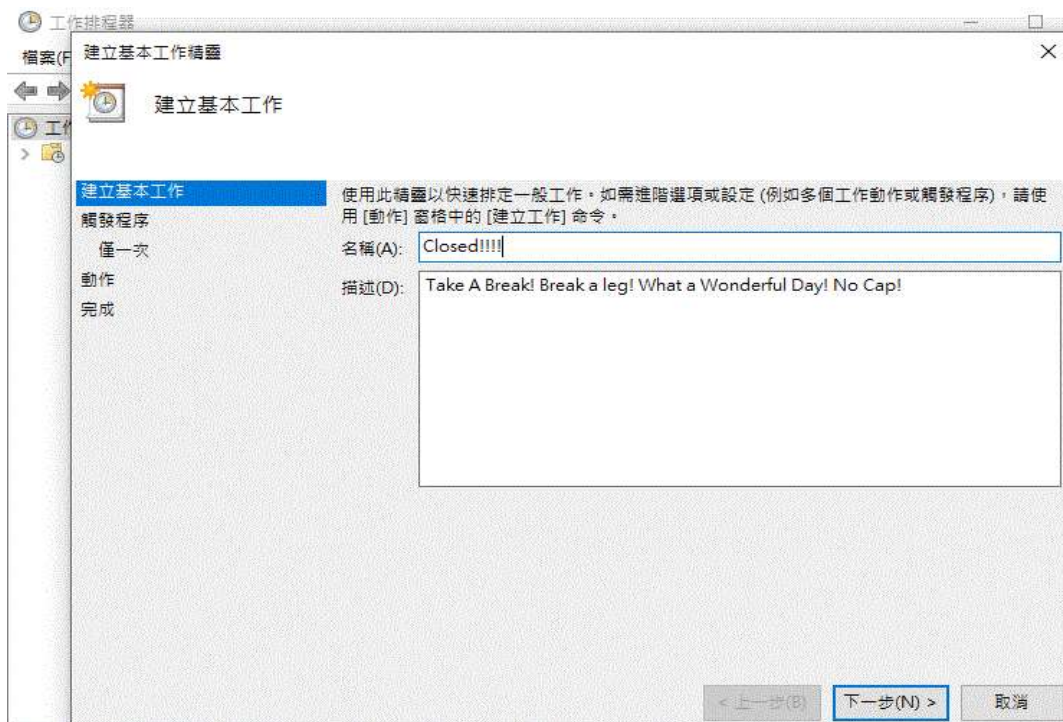 工作排程器
檔案(F
建立基本工作精靈
建立基本工作
工作
建立基本工作
觸發程序
僅一次
動作
完成
使用此精靈以快速排定一般工作。如需進階選項或設定 (例如多個工作動作或觸發程序)，請使
用 [動作] 窗格中的 [建立工作] 命令。
名稱(A): Closed!!!!
描述(D): Take A Break! Break a leg! What a Wonderful Day! No Cap!
< 上一步(B) 下一步(N) > 取消